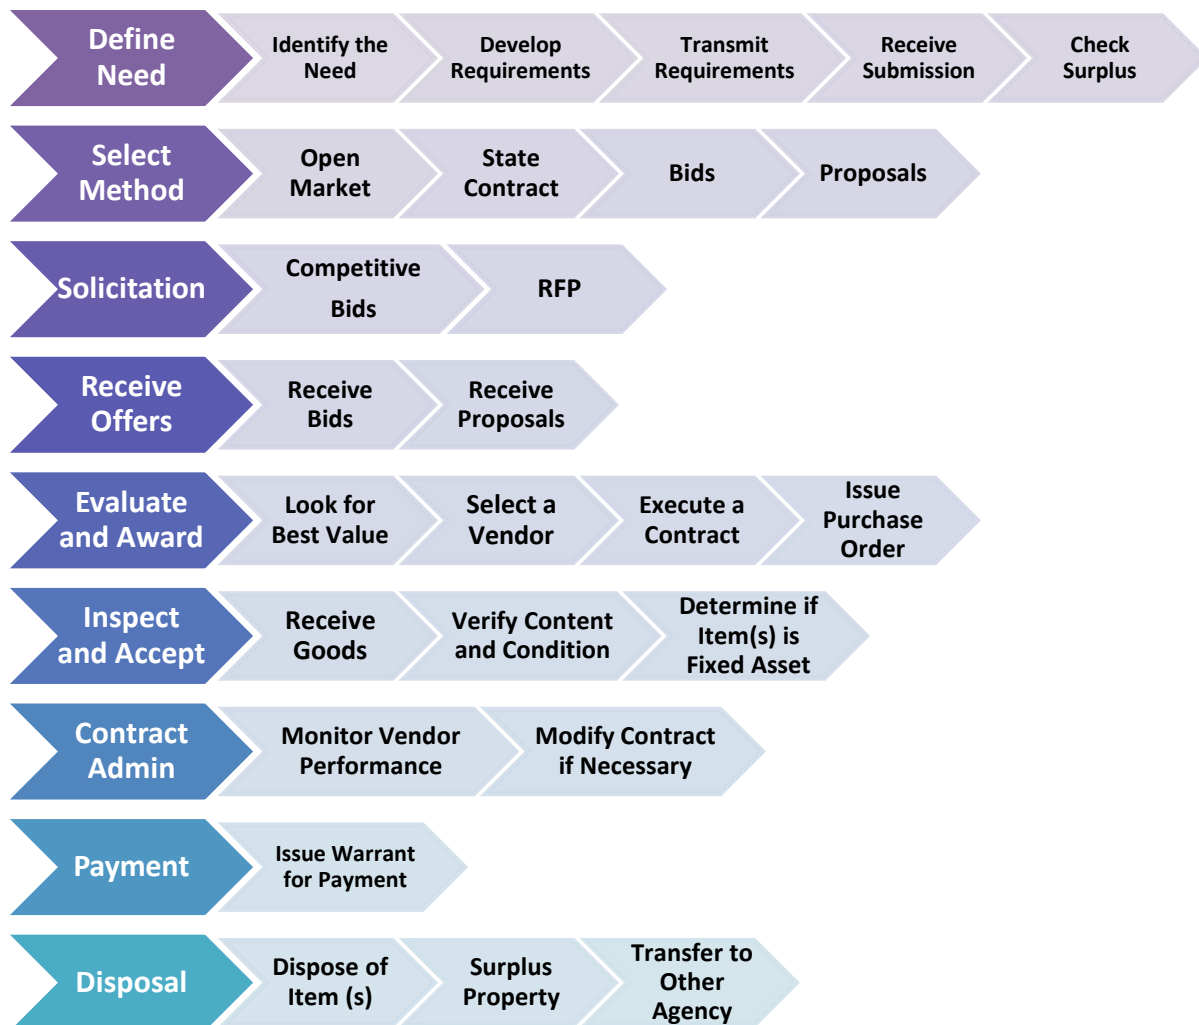 Define
Need
Identify the
Need
Develop
Requirements
Transmit
Requirements
Receive
Submission
Check
Surplus
Select
Method
Open
Market
State
Contract
Bids
Proposals
Solicitation
Competitive
Bids
RFP
Receive
Offers
Receive
Bids
Receive
Proposals
Evaluate
and Award
Look for
Best Value
Select a
Vendor
Execute a
Contract
Issue
Purchase
Order
Inspect
and Accept
Receive
Goods
Verify Content
and Condition
Determine if
Item(s) is
Fixed Asset
Contract
Admin
Monitor Vendor
Performance
Modify Contract
if Necessary
Payment
Issue Warrant
for Payment
Disposal
Dispose of
Item (s)
Surplus
Property
Transfer to
Other
Agency